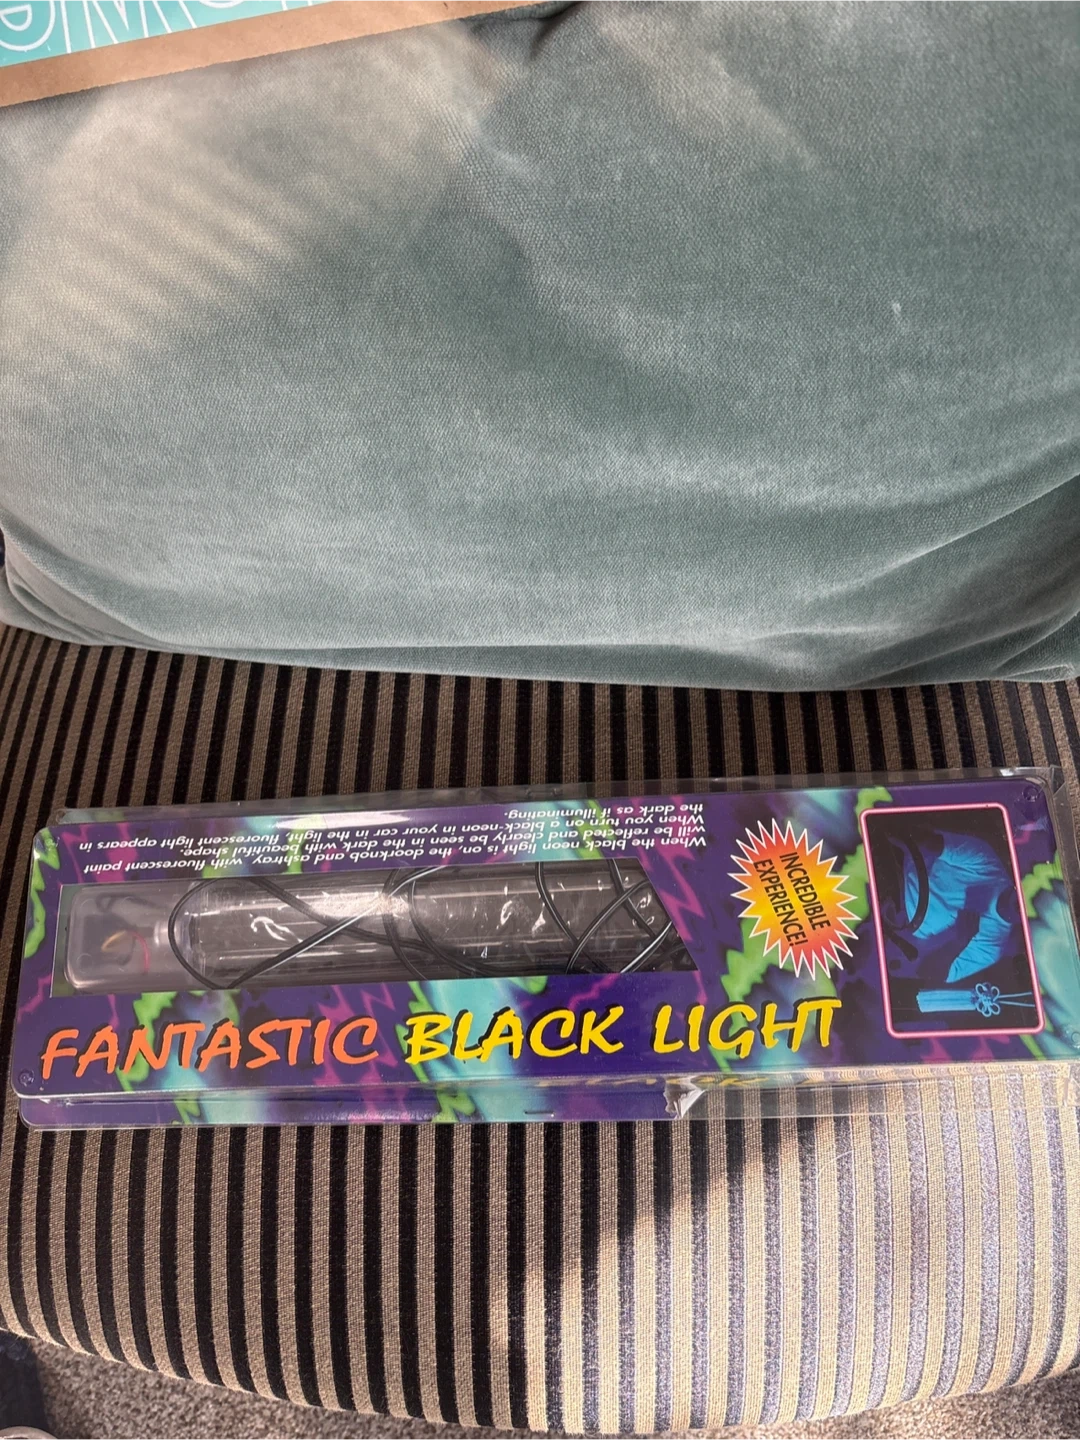 When the black neon light is on, the doorknob and ashtray with fluorescent paint
will be reflected and clearly be seen in the dark with beautiful shape.
When you turn on a black-neon in your car in the light, fluorescent light appears in
the dark as if illuminating.
INCREDIBLE
EXPERIENCE!
FANTASTIC BLACK LIGHT